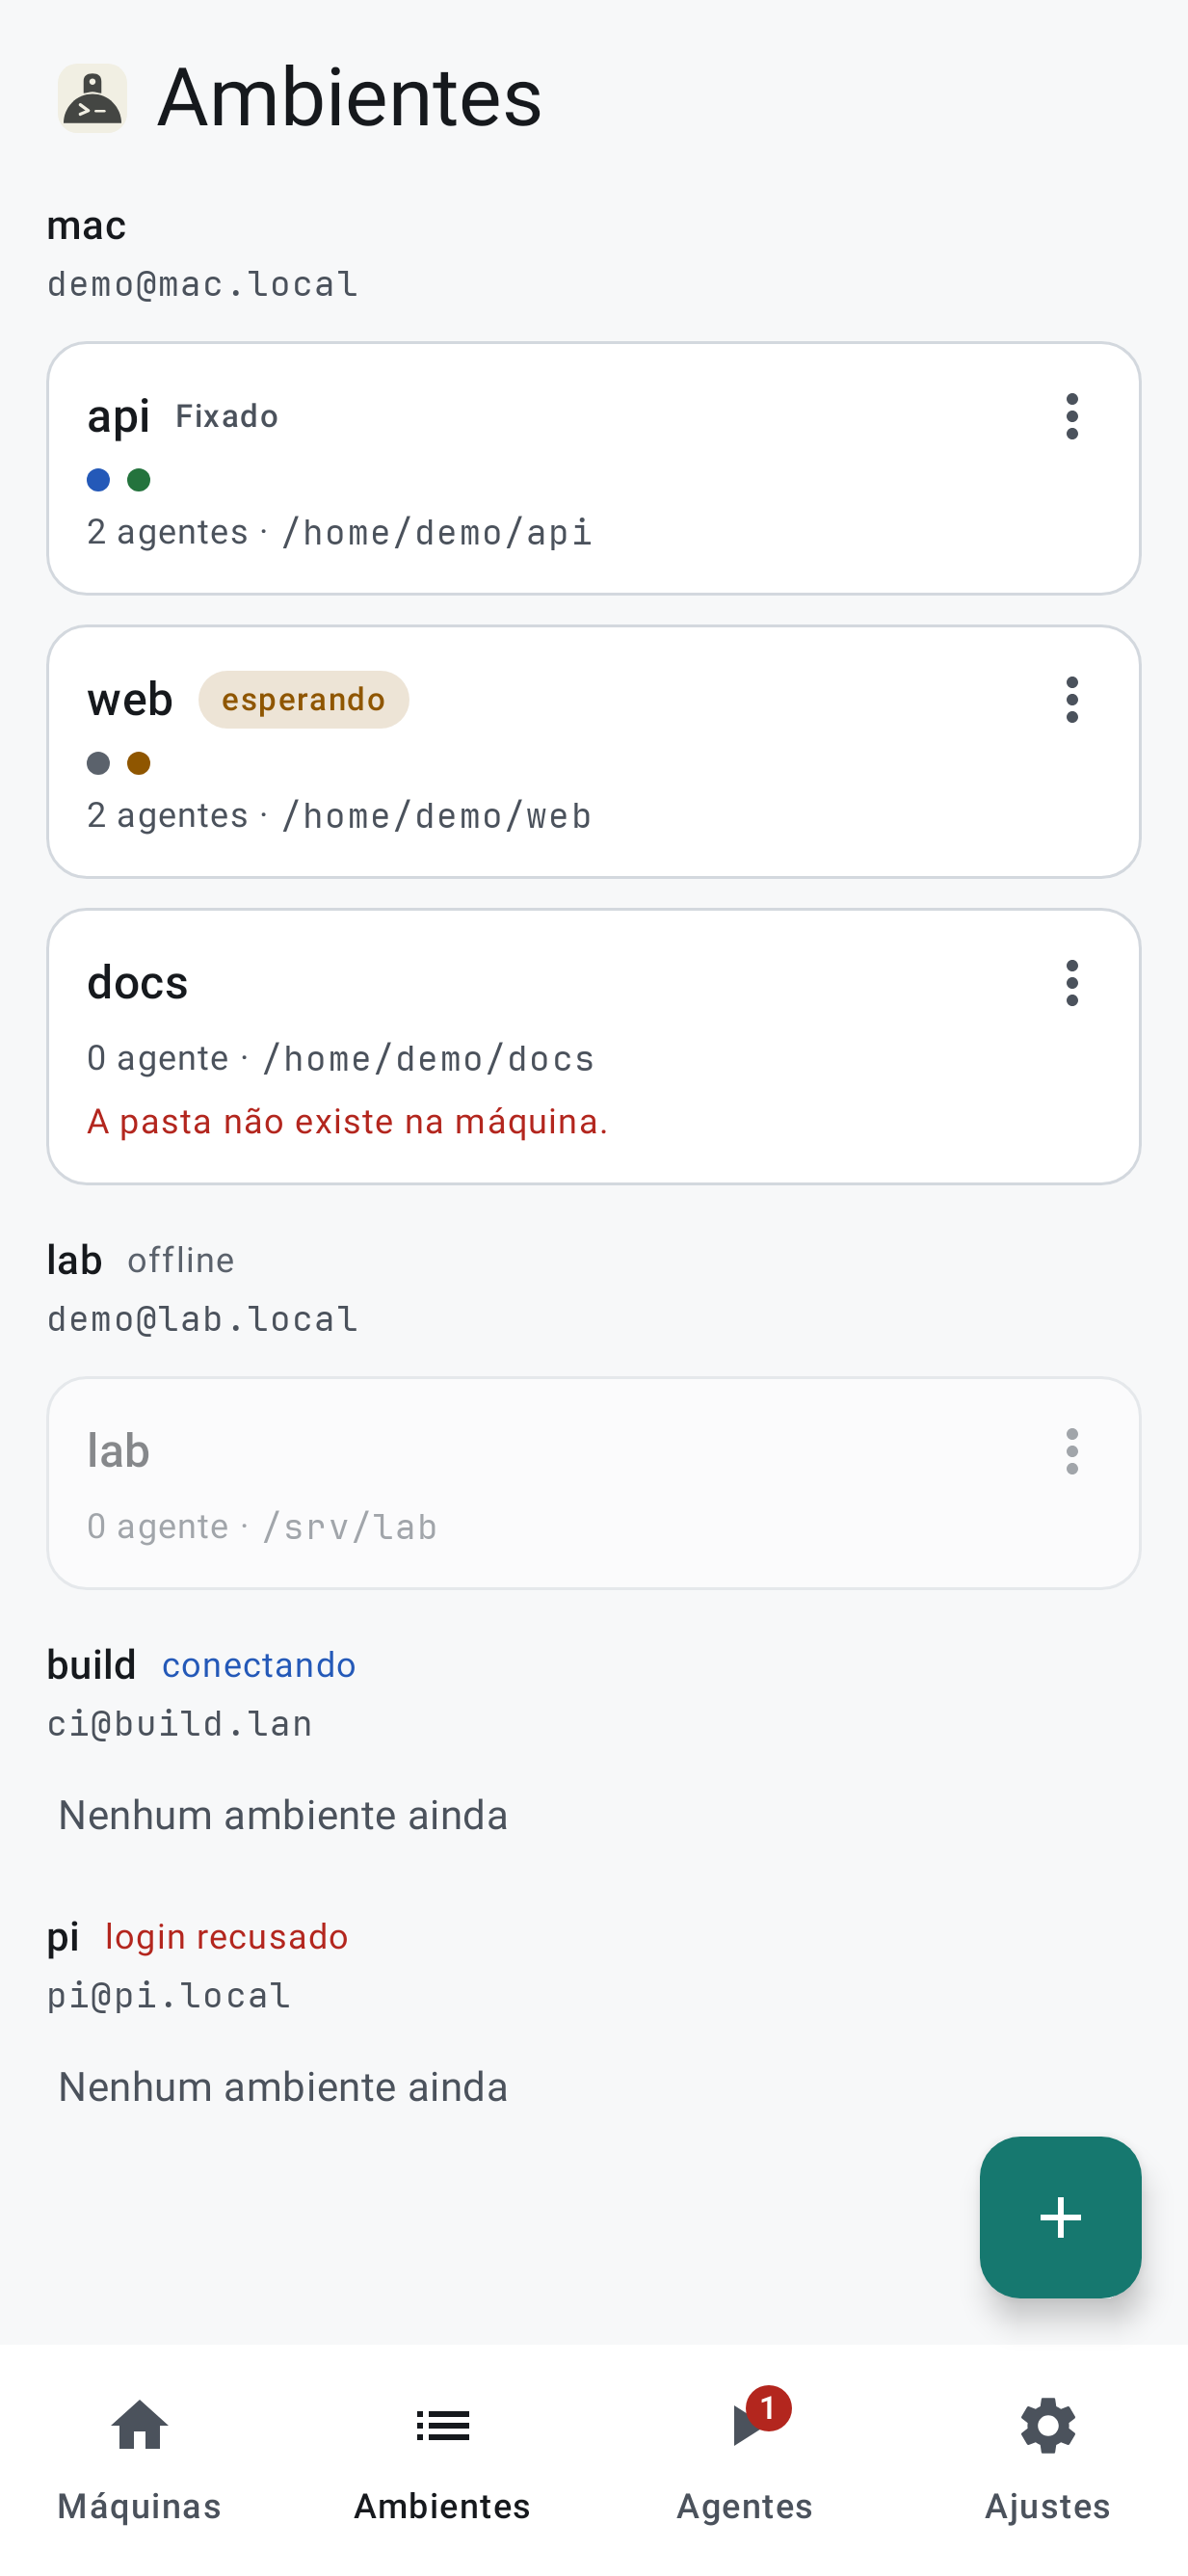 Ambientes
mac
demo@mac.local
api Fixado
2 agentes · /home/demo/api
web esperando
2 agentes · /home/demo/web
docs
0 agente · /home/demo/docs
A pasta não existe na máquina.
lab offline
demo@lab.local
lab
0 agente · /srv/lab
build conectando
ci@build.lan
Nenhum ambiente ainda
pi login recusado
pi@pi.local
Nenhum ambiente ainda
1
Máquinas Ambientes Agentes Ajustes